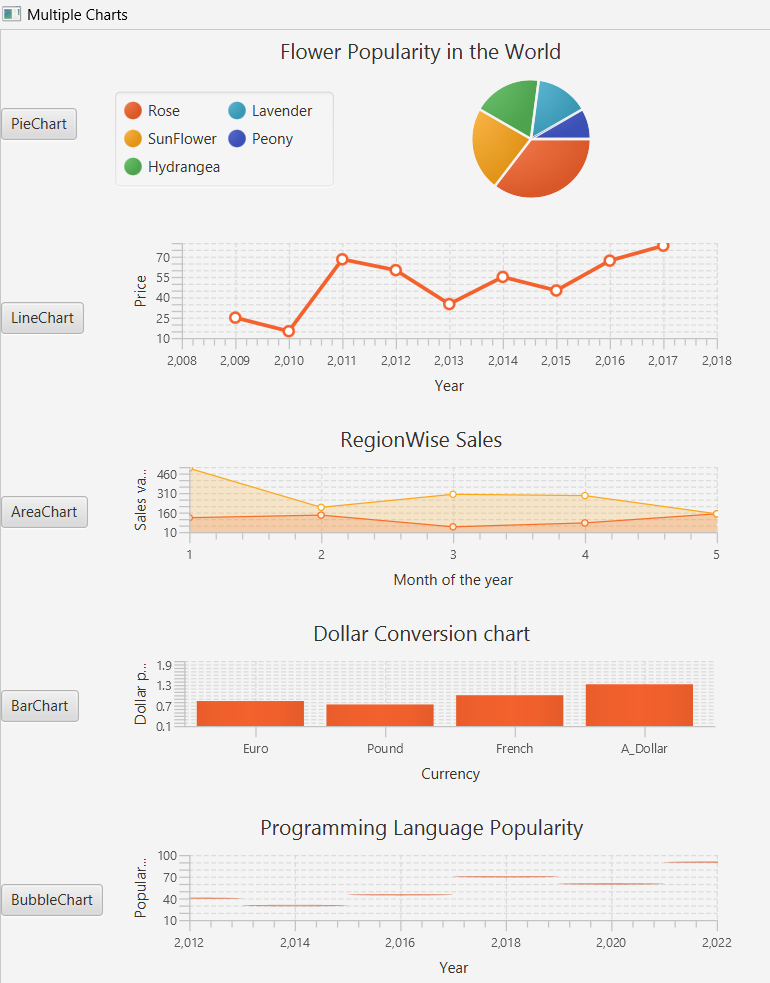 Multiple Charts
Flower Popularity in the World
PieChart
Rose
Lavender
SunFlower
Peony
Hydrangea
LineChart
Price
70
55
40
25
10
2,008 2,009 2,010 2,011 2,012 2,013 2,014 2,015 2,016 2,017 2,018
Year
RegionWise Sales
AreaChart
Sales va...
460
310
160
10
1 2 3 4 5
Month of the year
Dollar Conversion chart
BarChart
Dollar p...
1.9
1.3
0.7
0.1
Euro Pound French A_Dollar
Currency
Programming Language Popularity
BubbleChart
Popular...
100
70
40
10
2,012 2,014 2,016 2,018 2,020 2,022
Year